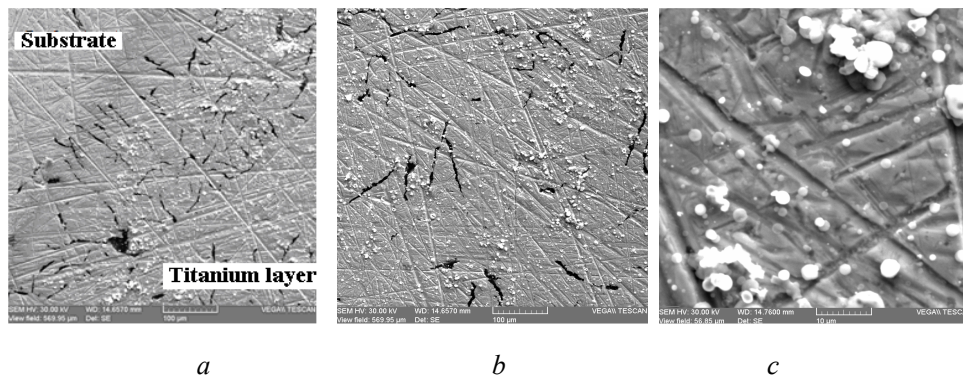 Substrate
Titanium layer
SEM HV: 30.00 kV WD: 14.6570 mm VEGA\\ TESCAN
View field: 569.95 µm Det: SE 100 µm
SEM HV: 30.00 kV WD: 14.6570 mm VEGA\\ TESCAN
View field: 569.95 µm Det: SE 100 µm
SEM HV: 30.00 kV WD: 14.7600 mm VEGA\\ TESCAN
View field: 56.85 µm Det: SE 10 µm
a b c